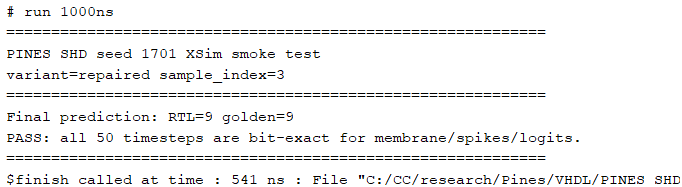 # run 1000ns
============================================================
PINES SHD seed 1701 XSim smoke test
variant=repaired sample_index=3
============================================================
Final prediction: RTL=9 golden=9
PASS: all 50 timesteps are bit-exact for membrane/spikes/logits.
============================================================
$finish called at time : 541 ns : File "C:/CC/research/Pines/VHDL/PINES SHD